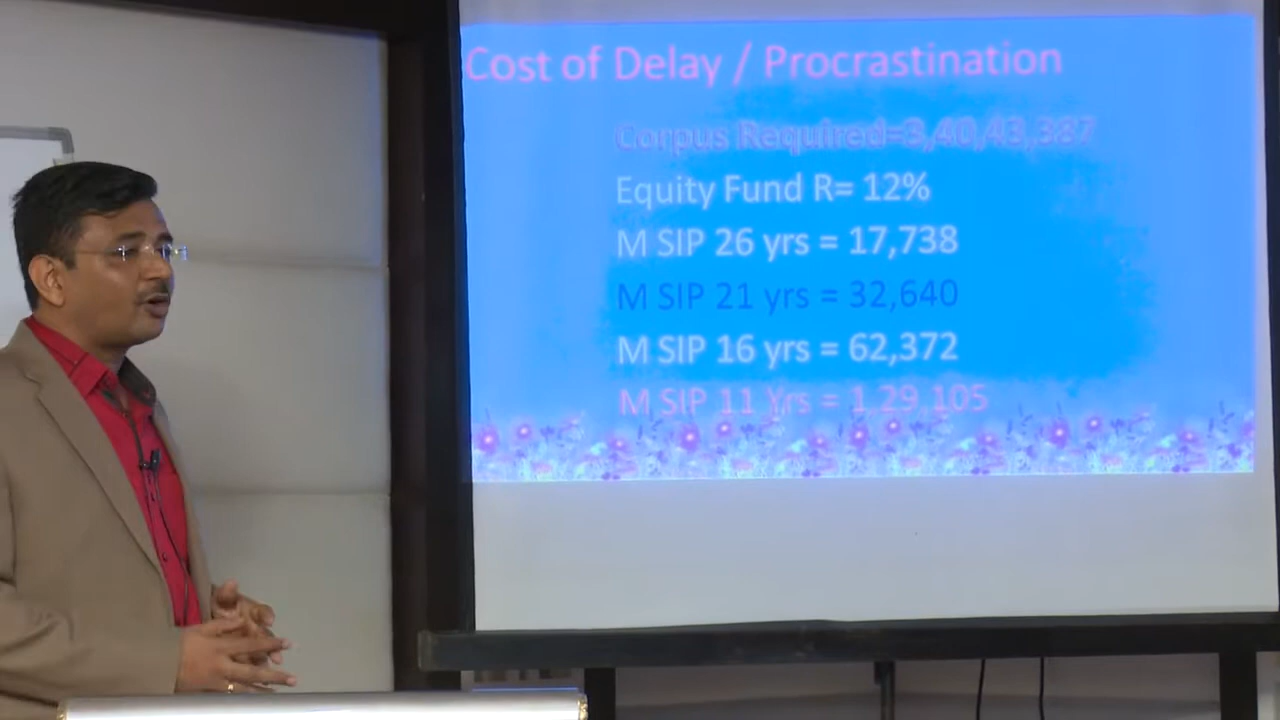 Cost of Delay / Procrastination
Corpus Required=3,40,43,387
Equity Fund R= 12%
M SIP 26 yrs = 17,738
M SIP 21 yrs = 32,640
M SIP 16 yrs = 62,372
M SIP 11 Yrs = 1,29,105